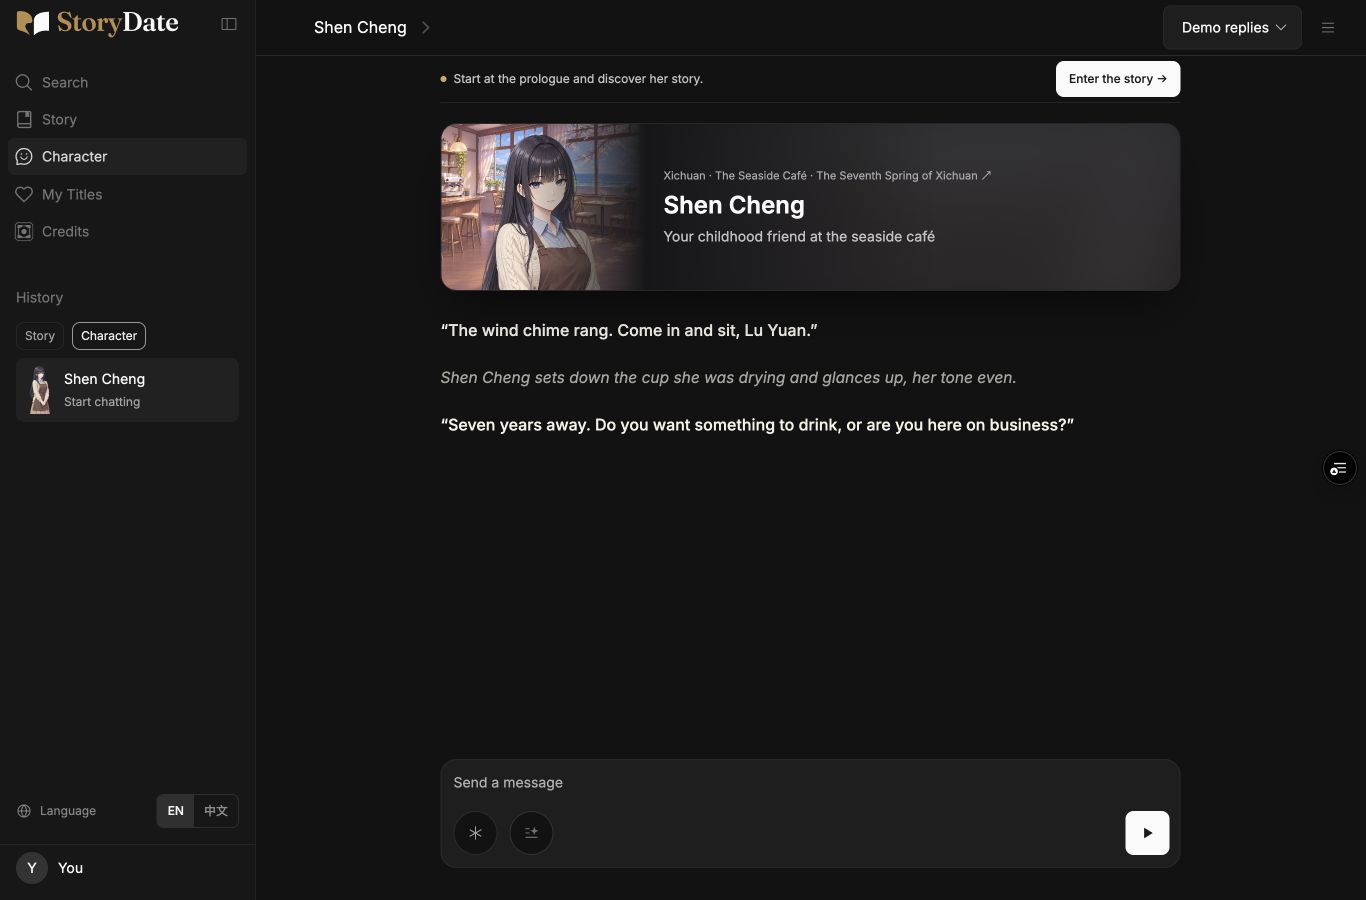 StoryDate
Search
Story
Character
My Titles
Credits
History
Story
Character
Shen Cheng
Start chatting
Language
EN
中文
Y
You
Shen Cheng
Demo replies
Start at the prologue and discover her story.
Enter the story →
Xichuan · The Seaside Café · The Seventh Spring of Xichuan ↗
Shen Cheng
Your childhood friend at the seaside café
“The wind chime rang. Come in and sit, Lu Yuan.”
Shen Cheng sets down the cup she was drying and glances up, her tone even.
“Seven years away. Do you want something to drink, or are you here on business?”
Send a message